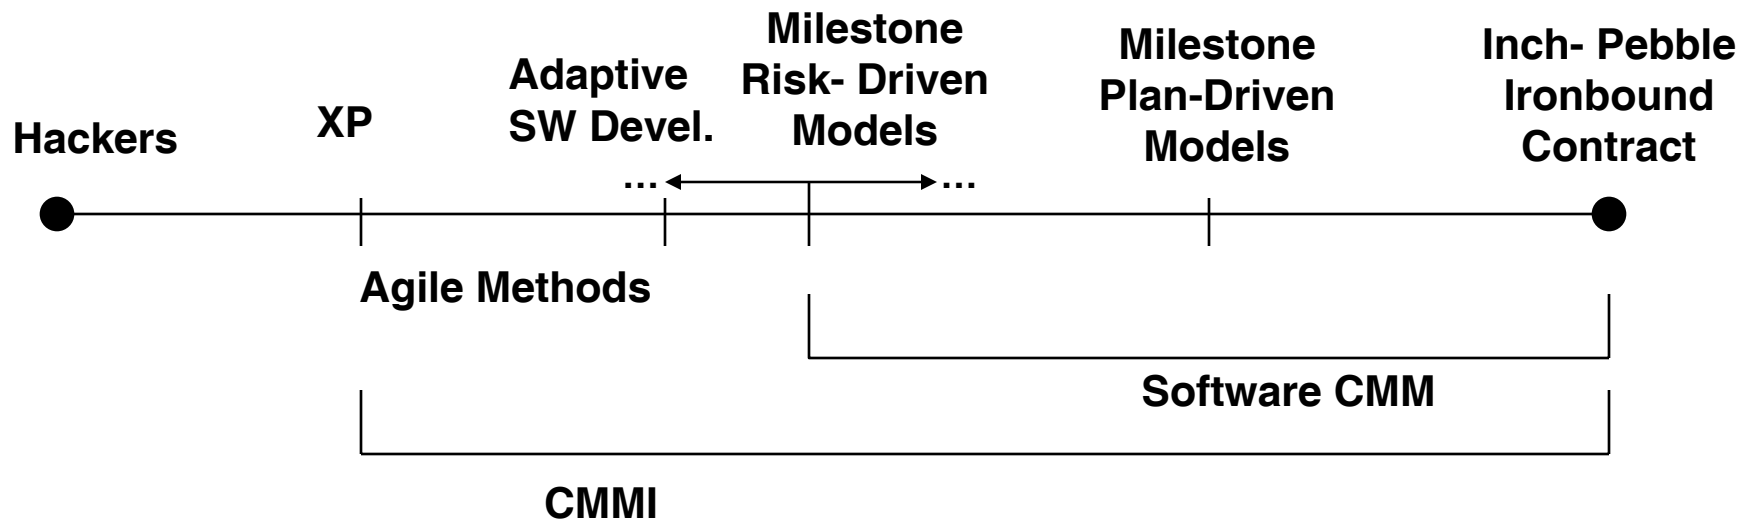 Hackers
XP
Adaptive
SW Devel.
Milestone
Risk- Driven
Models
Milestone
Plan-Driven
Models
Inch- Pebble
Ironbound
Contract
...
...
Agile Methods
Software CMM
CMMI